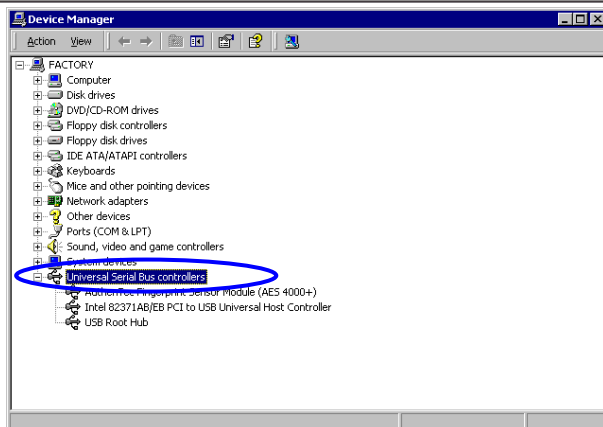 Device Manager
Action View
FACTORY
Computer
Disk drives
DVD/CD-ROM drives
Floppy disk controllers
Floppy disk drives
IDE ATA/ATAPI controllers
Keyboards
Mice and other pointing devices
Network adapters
Other devices
Ports (COM & LPT)
Sound, video and game controllers
System devices
Universal Serial Bus controllers
AuthenTec Fingerprint Sensor Module (AES 4000+)
Intel 82371AB/EB PCI to USB Universal Host Controller
USB Root Hub